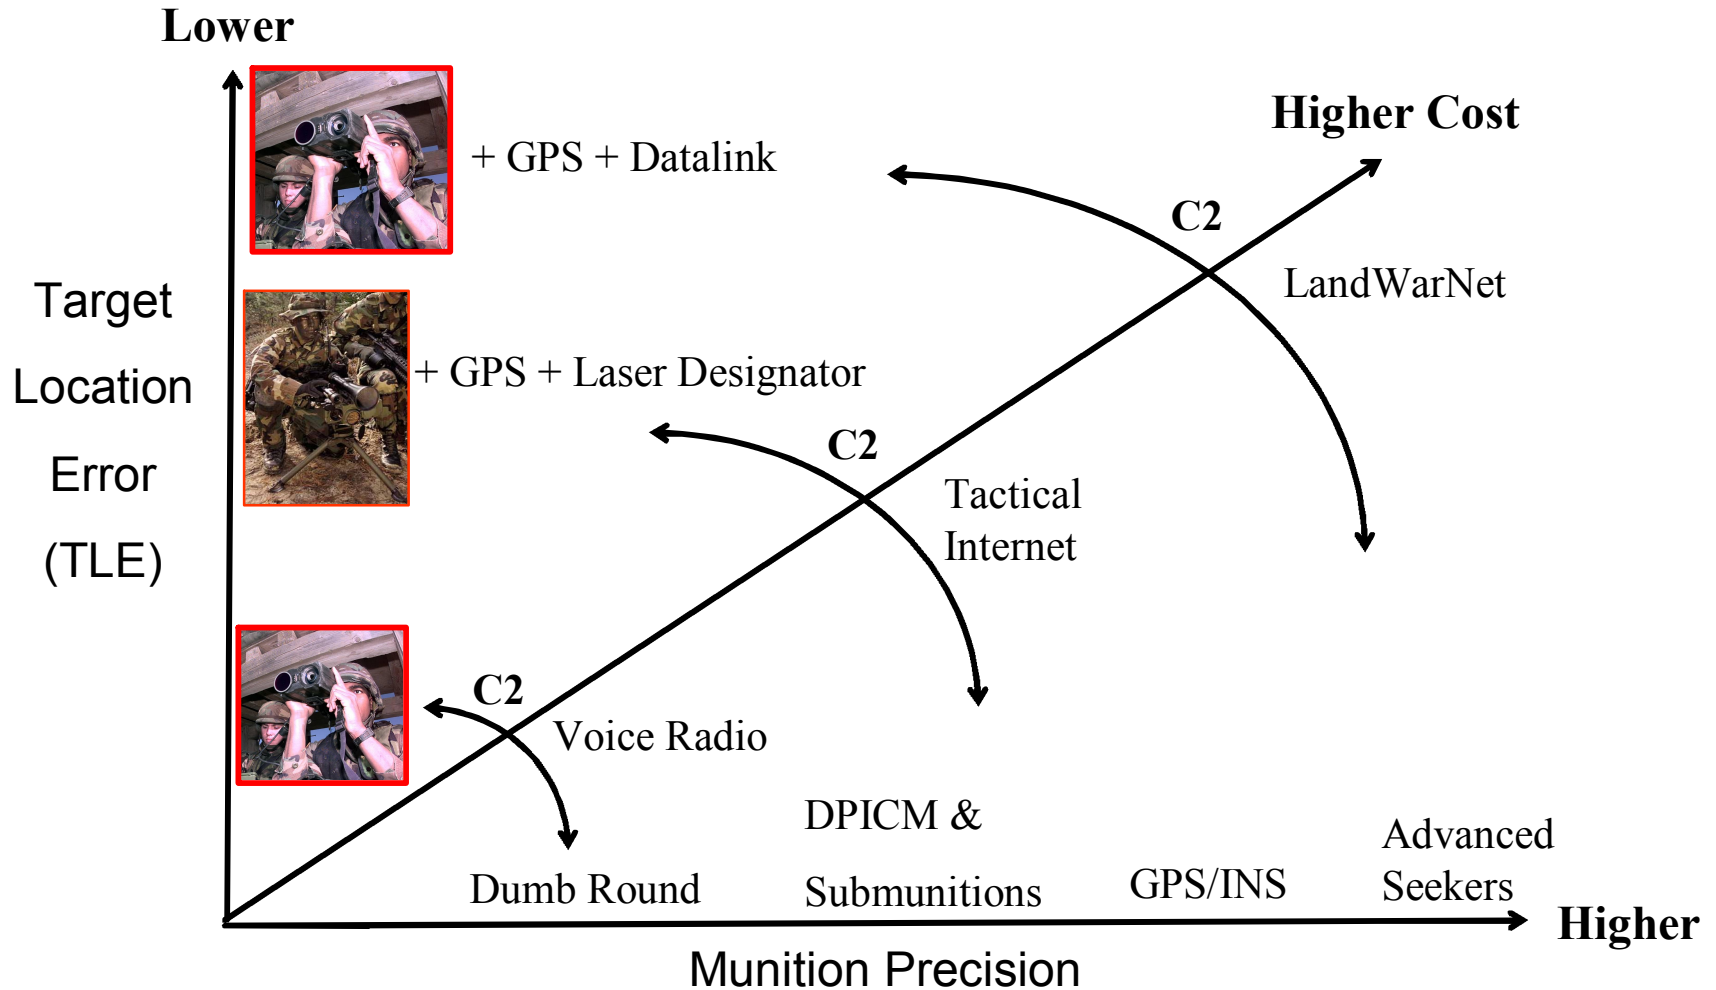 Lower
Higher Cost
+ GPS + Datalink
C2
LandWarNet
Target
Location
Error
(TLE)
+ GPS + Laser Designator
C2
Tactical
Internet
C2
Voice Radio
Dumb Round
DPICM &
Submunitions
GPS/INS
Advanced
Seekers
Higher
Munition Precision